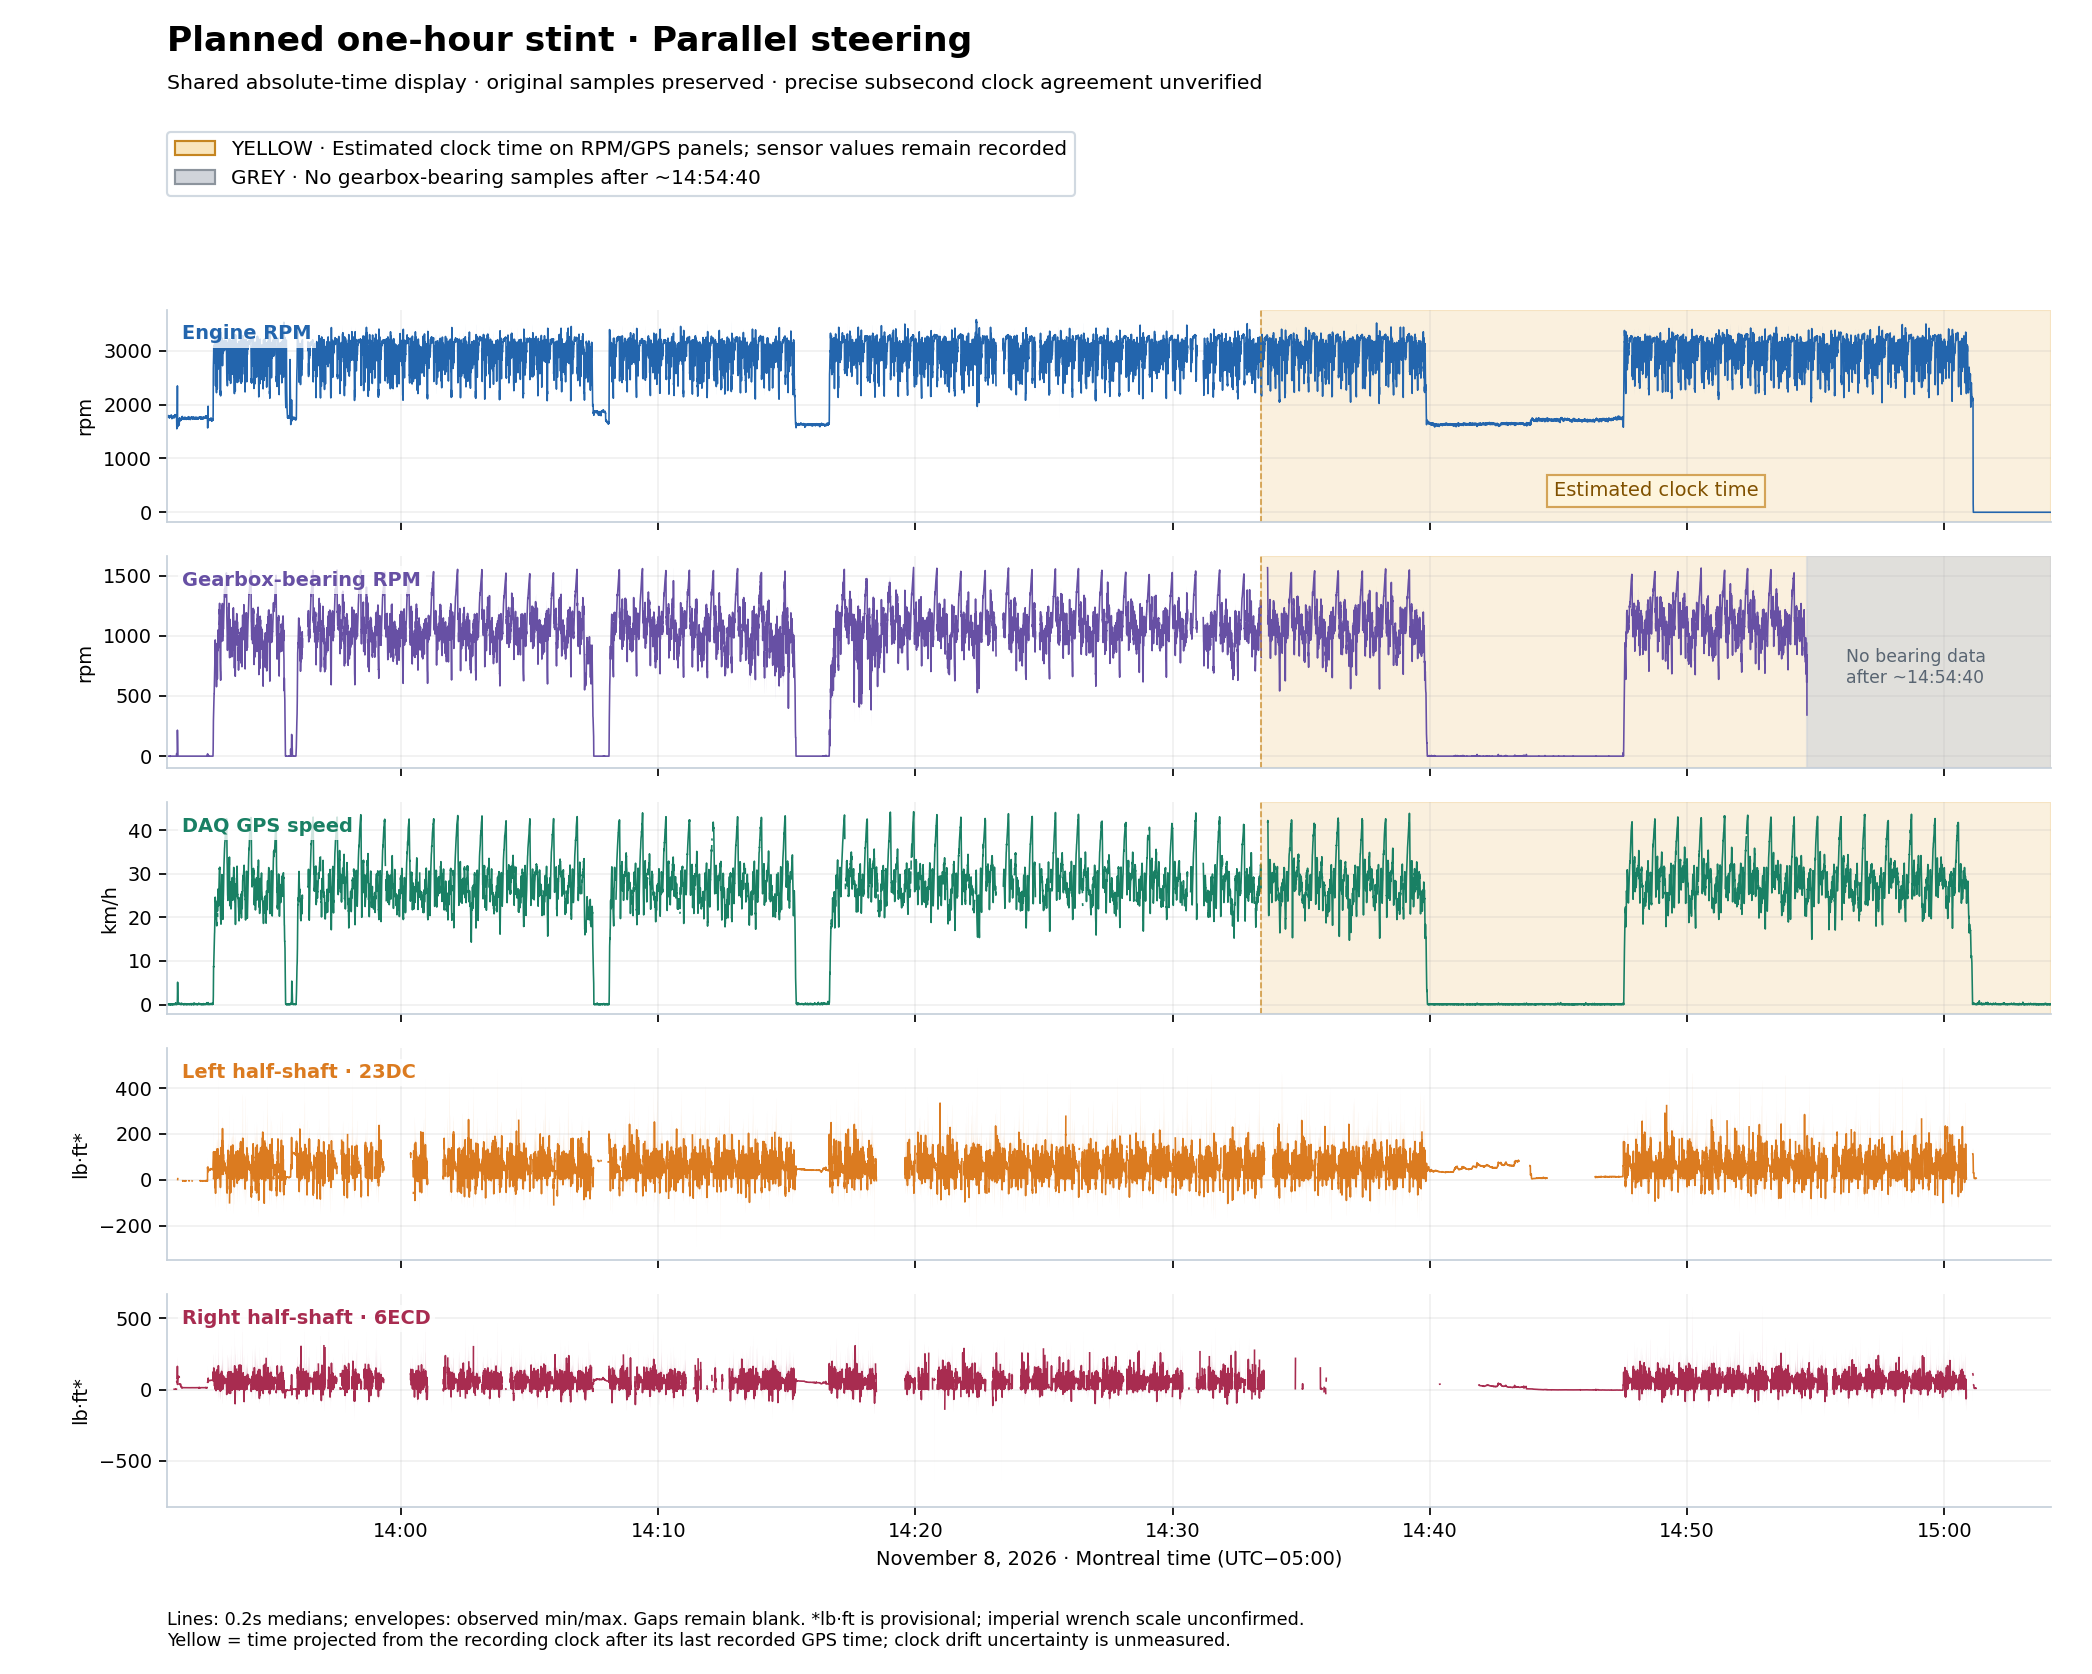 Planned one-hour stint · Parallel steering
Shared absolute-time display · original samples preserved · precise subsecond clock agreement unverified
YELLOW · Estimated clock time on RPM/GPS panels; sensor values remain recorded
GREY · No gearbox-bearing samples after ~14:54:40
Engine RPM
3000
2000
1000
0
rpm
Estimated clock time
Gearbox-bearing RPM
1500
1000
500
0
rpm
No bearing data
after ~14:54:40
DAQ GPS speed
40
30
20
10
0
km/h
Left half-shaft · 23DC
400
200
0
−200
lb·ft*
Right half-shaft · 6ECD
500
0
−500
lb·ft*
14:00 14:10 14:20 14:30 14:40 14:50 15:00
November 8, 2026 · Montreal time (UTC−05:00)
Lines: 0.2s medians; envelopes: observed min/max. Gaps remain blank. *lb·ft is provisional; imperial wrench scale unconfirmed.
Yellow = time projected from the recording clock after its last recorded GPS time; clock drift uncertainty is unmeasured.